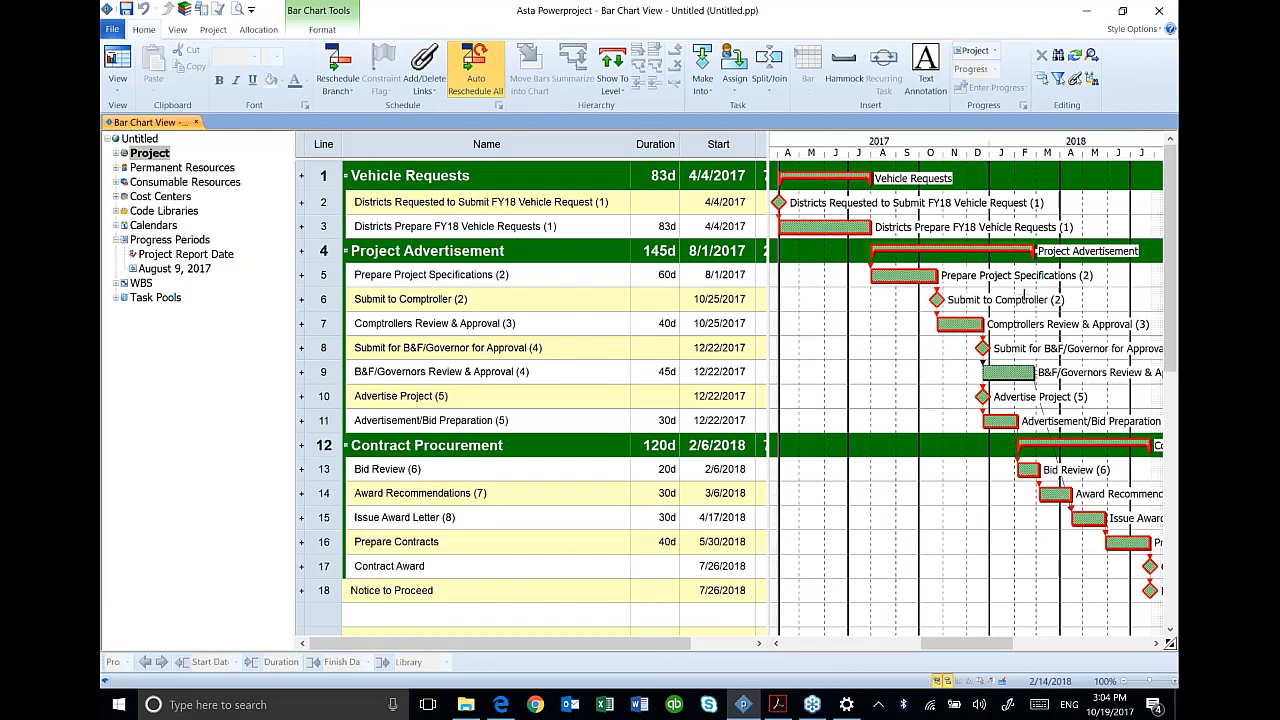 Bar Chart Tools
Asta Powerproject - Bar Chart View - Untitled (Untitled.pp)
File Home View Project Allocation Format Style Options
View Paste Cut Copy Reschedule Branch Constraint Flag Add/Delete Links Auto Reschedule All Move Bars into Chart Summarize Show To Level Make Into Assign Split/Join Bar Hammock Recurring Task Text Annotation Project Progress Enter Progress
View Clipboard Font Schedule Hierarchy Task Insert Progress Editing
Bar Chart View -...
Untitled
Project
Permanent Resources
Consumable Resources
Cost Centers
Code Libraries
Calendars
Progress Periods
Project Report Date
August 9, 2017
WBS
Task Pools
Line Name Duration Start 2017 2018
A M J J A S O N D J F M A M J J
1 Vehicle Requests 83d 4/4/2017 Vehicle Requests
2 Districts Requested to Submit FY18 Vehicle Request (1) 4/4/2017 Districts Requested to Submit FY18 Vehicle Request (1)
3 Districts Prepare FY18 Vehicle Requests (1) 83d 4/4/2017 Districts Prepare FY18 Vehicle Requests (1)
4 Project Advertisement 145d 8/1/2017 Project Advertisement
5 Prepare Project Specifications (2) 60d 8/1/2017 Prepare Project Specifications (2)
6 Submit to Comptroller (2) 10/25/2017 Submit to Comptroller (2)
7 Comptrollers Review & Approval (3) 40d 10/25/2017 Comptrollers Review & Approval (3)
8 Submit for B&F/Governor for Approval (4) 12/22/2017 Submit for B&F/Governor for Approva
9 B&F/Governors Review & Approval (4) 45d 12/22/2017 B&F/Governors Review & A
10 Advertise Project (5) 12/22/2017 Advertise Project (5)
11 Advertisement/Bid Preparation (5) 30d 12/22/2017 Advertisement/Bid Preparation
12 Contract Procurement 120d 2/6/2018
13 Bid Review (6) 20d 2/6/2018 Bid Review (6)
14 Award Recommendations (7) 30d 3/6/2018 Award Recommenc
15 Issue Award Letter (8) 30d 4/17/2018 Issue Awar
16 Prepare Contracts 40d 5/30/2018 Pr
17 Contract Award 7/26/2018
18 Notice to Proceed 7/26/2018
Pro Start Date Duration Finish Da Library
2/14/2018 100%
Type here to search ENG 3:04 PM
10/19/2017 4